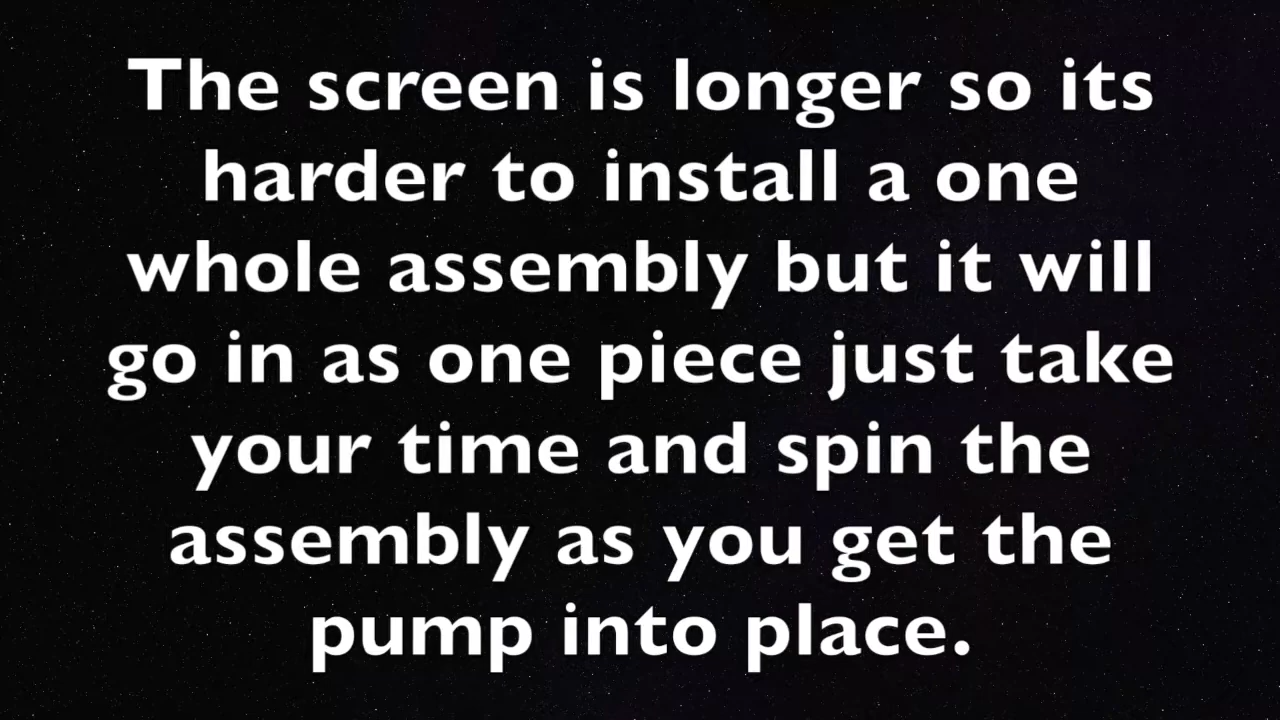 The screen is longer so its
harder to install a one
whole assembly but it will
go in as one piece just take
your time and spin the
assembly as you get the
pump into place.